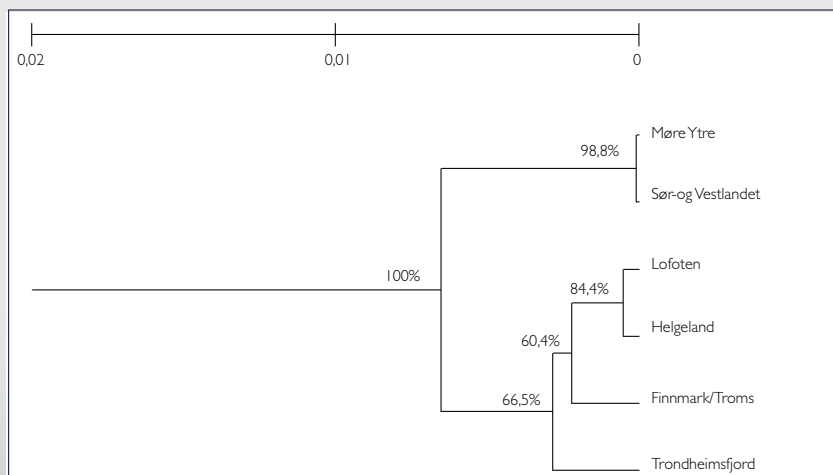 0,02 0,01 0
Møre Ytre
98,8%
Sør-og Vestlandet
Lofoten
100%
84,4%
Helgeland
60,4%
Finnmark/Troms
66,5%
Trondheimsfjord